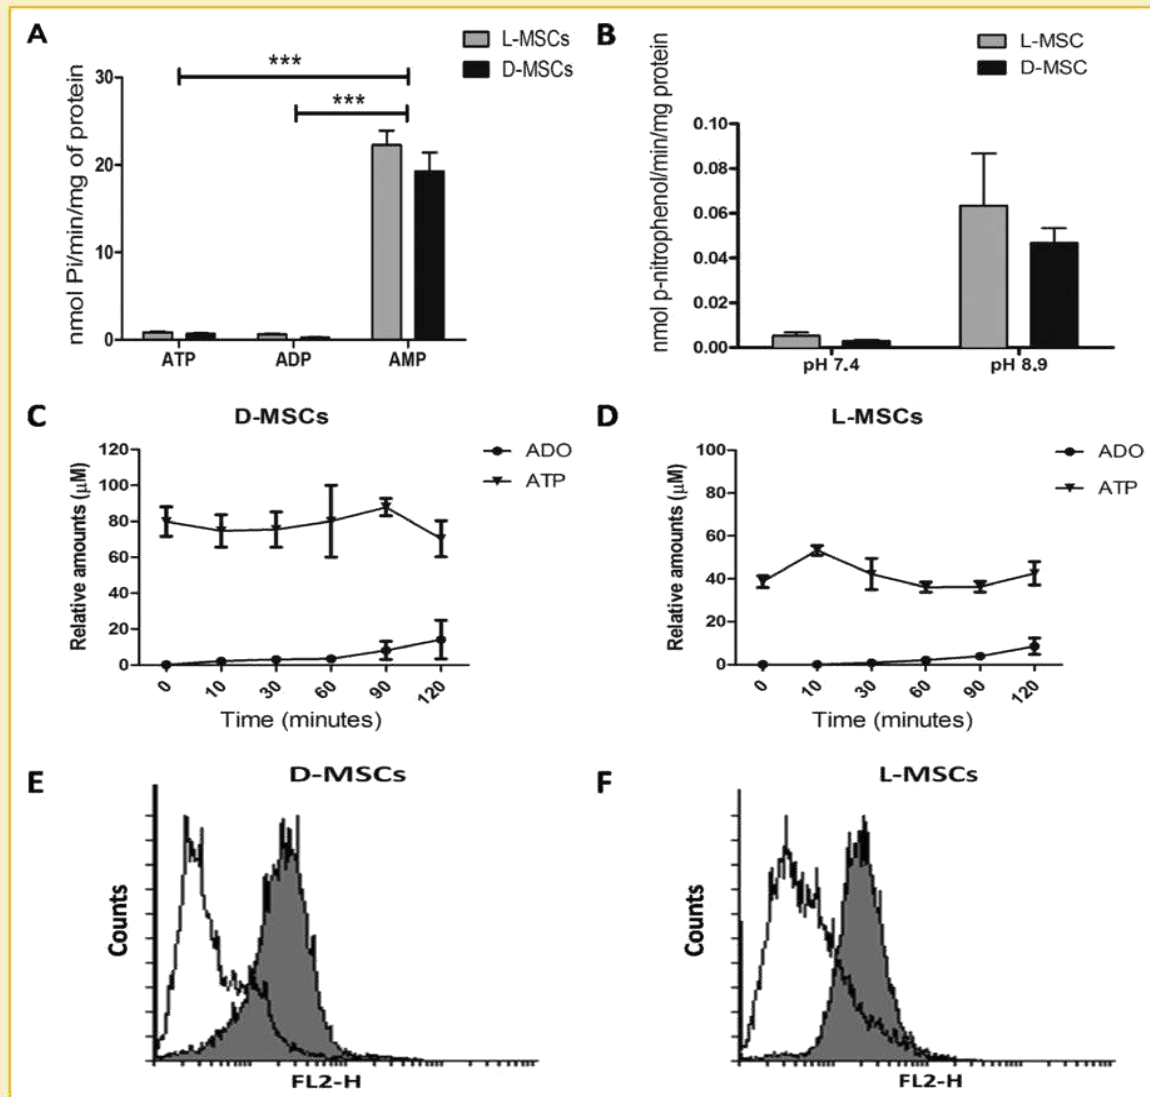 A
L-MSCs
D-MSCs
***
***
nmol Pi/min/mg of protein
30
20
10
0
ATP ADP AMP
B
L-MSC
D-MSC
nmol p-nitrophenol/min/mg protein
0.10
0.08
0.06
0.04
0.02
0.00
pH 7.4 pH 8.9
C
D-MSCs
ADO
ATP
Relative amounts (μM)
120
100
80
60
40
20
0
0 10 30 60 90 120
Time (minutes)
D
L-MSCs
ADO
ATP
Relative amounts (μM)
100
80
60
40
20
0
0 10 30 60 90 120
Time (minutes)
E
D-MSCs
Counts
FL2-H
F
L-MSCs
Counts
FL2-H